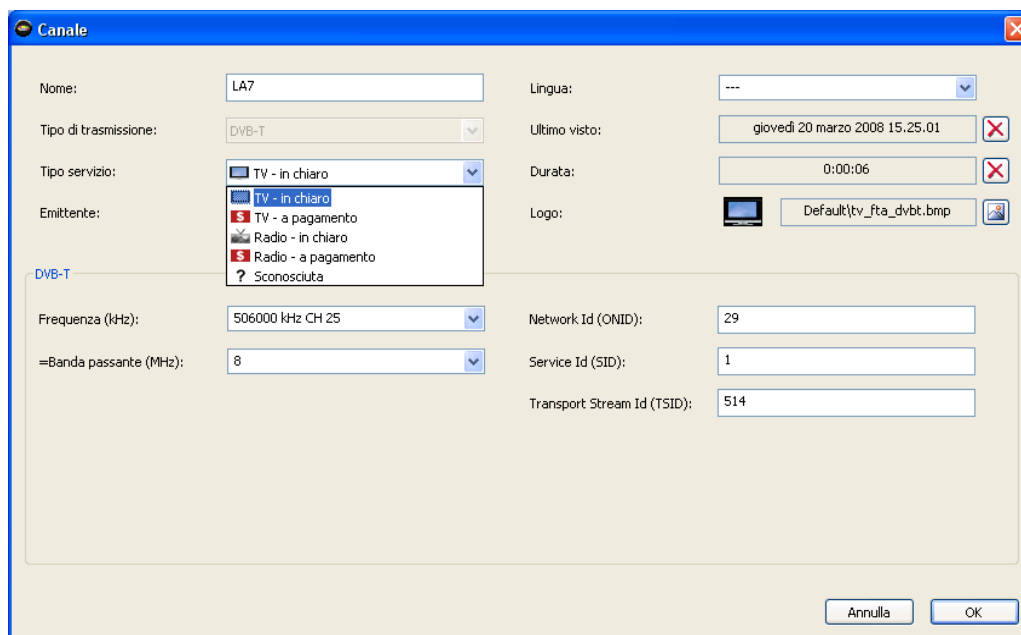 Canale
Nome: LA7 Lingua: ---
Tipo di trasmissione: DVB-T Ultimo visto: giovedì 20 marzo 2008 15.25.01
Tipo servizio: TV - in chiaro Durata: 0:00:06
TV - in chiaro
Emittente: TV - a pagamento Logo: Default\tv_fta_dvbt.bmp
Radio - in chiaro
Radio - a pagamento
? Sconosciuta
DVB-T
Frequenza (kHz): 506000 kHz CH 25 Network Id (ONID): 29
=Banda passante (MHz): 8 Service Id (SID): 1
Transport Stream Id (TSID): 514
Annulla OK